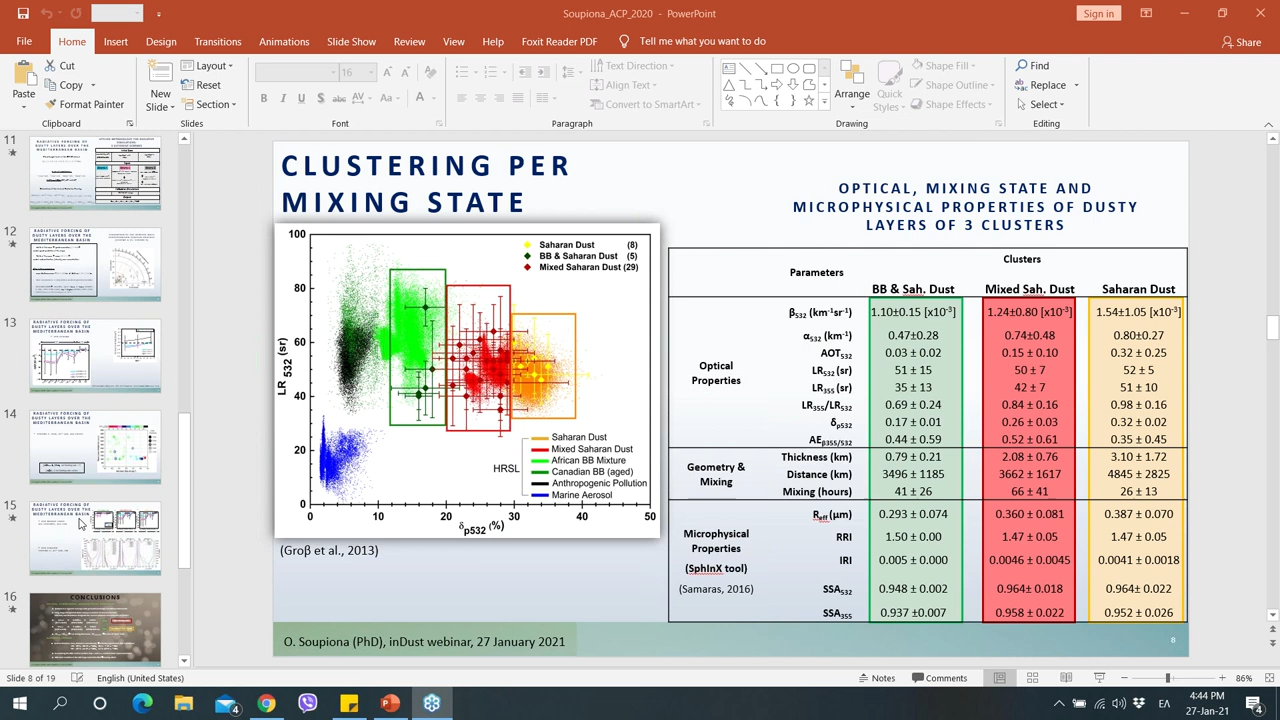 Soupiona_ACP_2020 - PowerPoint
Sign in
File Home Insert Design Transitions Animations Slide Show Review View Help Foxit Reader PDF Tell me what you want to do Share
Paste
Cut
Copy
Format Painter
Clipboard
New Slide
Layout
Reset
Section
Slides
16
Font
Text Direction
Align Text
Convert to SmartArt
Paragraph
Arrange
Quick Styles
Shape Fill
Shape Outline
Shape Effects
Drawing
Find
Replace
Select
Editing
11
12
13
14
15
16
RADIATIVE FORCING OF DUSTY LAYERS OVER THE MEDITERRANEAN BASIN
CONCLUSIONS
CLUSTERING PER
MIXING STATE
100
80
60
40
20
0
LR 532 (sr)
0 10 20 30 40 50
δp532 (%)
Saharan Dust (8)
BB & Saharan Dust (5)
Mixed Saharan Dust (29)
HRSL
Saharan Dust
Mixed Saharan Dust
African BB Mixture
Canadian BB (aged)
Anthropogenic Pollution
Marine Aerosol
(Groβ et al., 2013)
OPTICAL, MIXING STATE AND
MICROPHYSICAL PROPERTIES OF DUSTY
LAYERS OF 3 CLUSTERS
Parameters Clusters
BB & Sah. Dust Mixed Sah. Dust Saharan Dust
Optical Properties
β532 (km-1sr-1) 1.10±0.15 [x10-3] 1.24±0.80 [x10-3] 1.54±1.05 [x10-3]
α532 (km-1) 0.47±0.28 0.74±0.48 0.80±0.27
AOT532 0.03 ± 0.02 0.15 ± 0.10 0.32 ± 0.25
LR532 (sr) 51 ± 15 50 ± 7 52 ± 5
LR355 (sr) 35 ± 13 42 ± 7 51 ± 10
LR355/LR532 0.69 ± 0.24 0.84 ± 0.16 0.98 ± 0.16
δp532 0.17 ± 0.01 0.26 ± 0.03 0.32 ± 0.02
AEβ355/532 0.44 ± 0.59 0.52 ± 0.61 0.35 ± 0.45
Geometry & Mixing
Thickness (km) 0.79 ± 0.21 2.08 ± 0.76 3.10 ± 1.72
Distance (km) 3496 ± 1185 3662 ± 1617 4845 ± 2825
Mixing (hours) 41 ± 26 66 ± 41 26 ± 13
Microphysical Properties
(SphInX tool)
(Samaras, 2016)
Reff (μm) 0.293 ± 0.074 0.360 ± 0.081 0.387 ± 0.070
RRI 1.50 ± 0.00 1.47 ± 0.05 1.47 ± 0.05
IRI 0.005 ± 0.000 0.0046 ± 0.0045 0.0041 ± 0.0018
SSA532 0.948 ± 0.002 0.964± 0.018 0.964± 0.022
SSA355 0.937 ±0.007 0.958 ± 0.022 0.952 ± 0.026
O. Soupiona (PhD), inDust webinar, 27 January 2021
8
Slide 8 of 19 English (United States) Notes Comments 86%
4
ΕΛ
4:44 PM
27-Jan-21